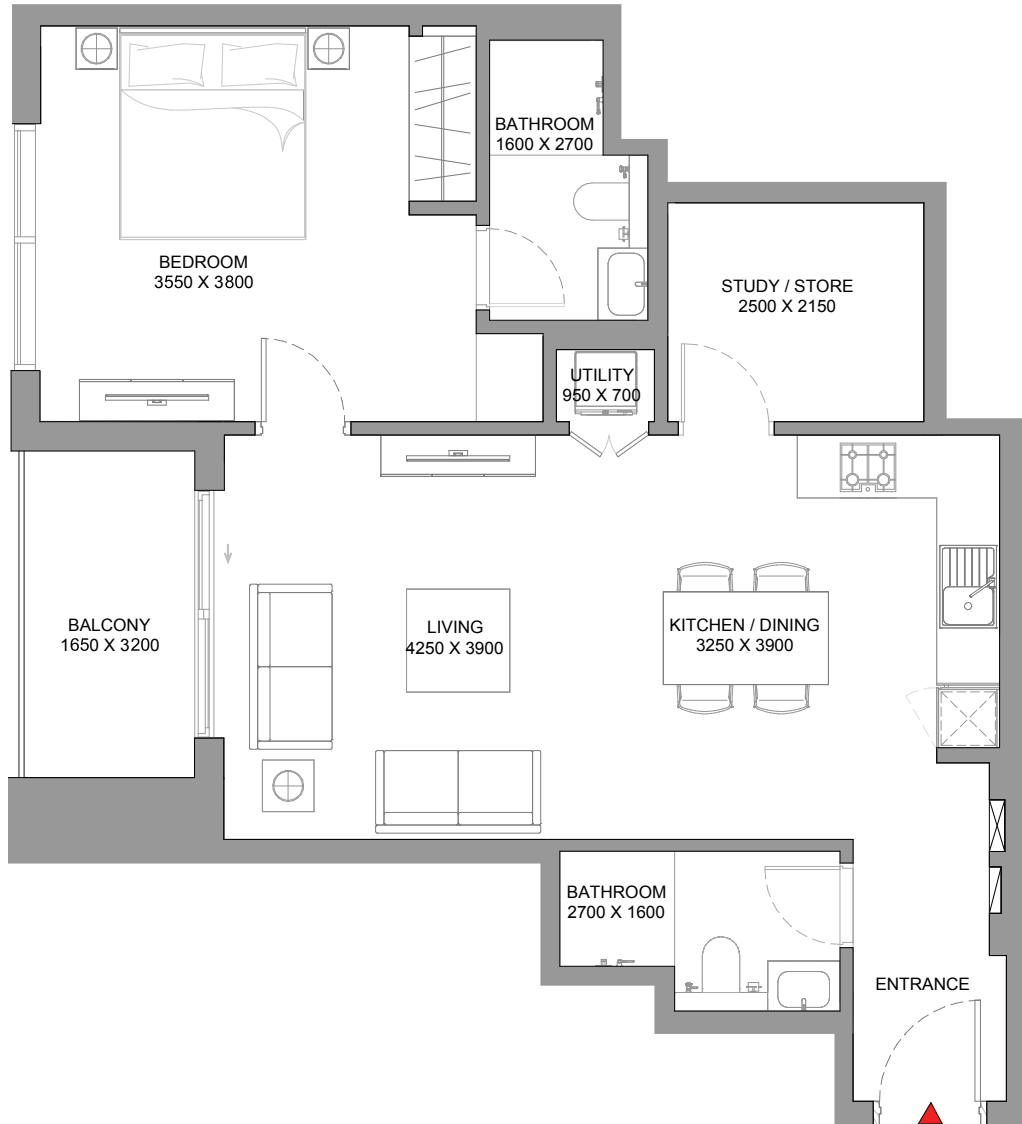 BATHROOM
1600 X 2700
BEDROOM
3550 X 3800
STUDY / STORE
2500 X 2150
UTILITY
950 X 700
BALCONY
1650 X 3200
LIVING
4250 X 3900
KITCHEN / DINING
3250 X 3900
BATHROOM
2700 X 1600
ENTRANCE